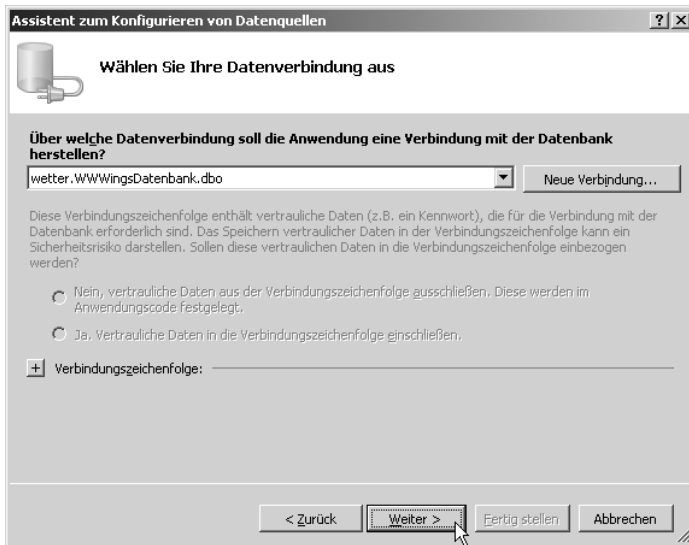 Assistent zum Konfigurieren von Datenquellen
Wählen Sie Ihre Datenverbindung aus
Über welche Datenverbindung soll die Anwendung eine Verbindung mit der Datenbank
herstellen?
wetter.WWWingsDatenbank.dbo
Neue Verbindung...
Diese Verbindungszeichenfolge enthält vertrauliche Daten (z.B. ein Kennwort), die für die Verbindung mit der
Datenbank erforderlich sind. Das Speichern vertraulicher Daten in der Verbindungszeichenfolge kann ein
Sicherheitsrisiko darstellen. Sollen diese vertraulichen Daten in die Verbindungszeichenfolge einbezogen
werden?
Nein, vertrauliche Daten aus der Verbindungszeichenfolge ausschließen. Diese werden im
Anwendungscode festgelegt.
Ja. Vertrauliche Daten in die Verbindungszeichenfolge einschließen.
Verbindungszeichenfolge:
< Zurück
Weiter >
Fertig stellen
Abbrechen